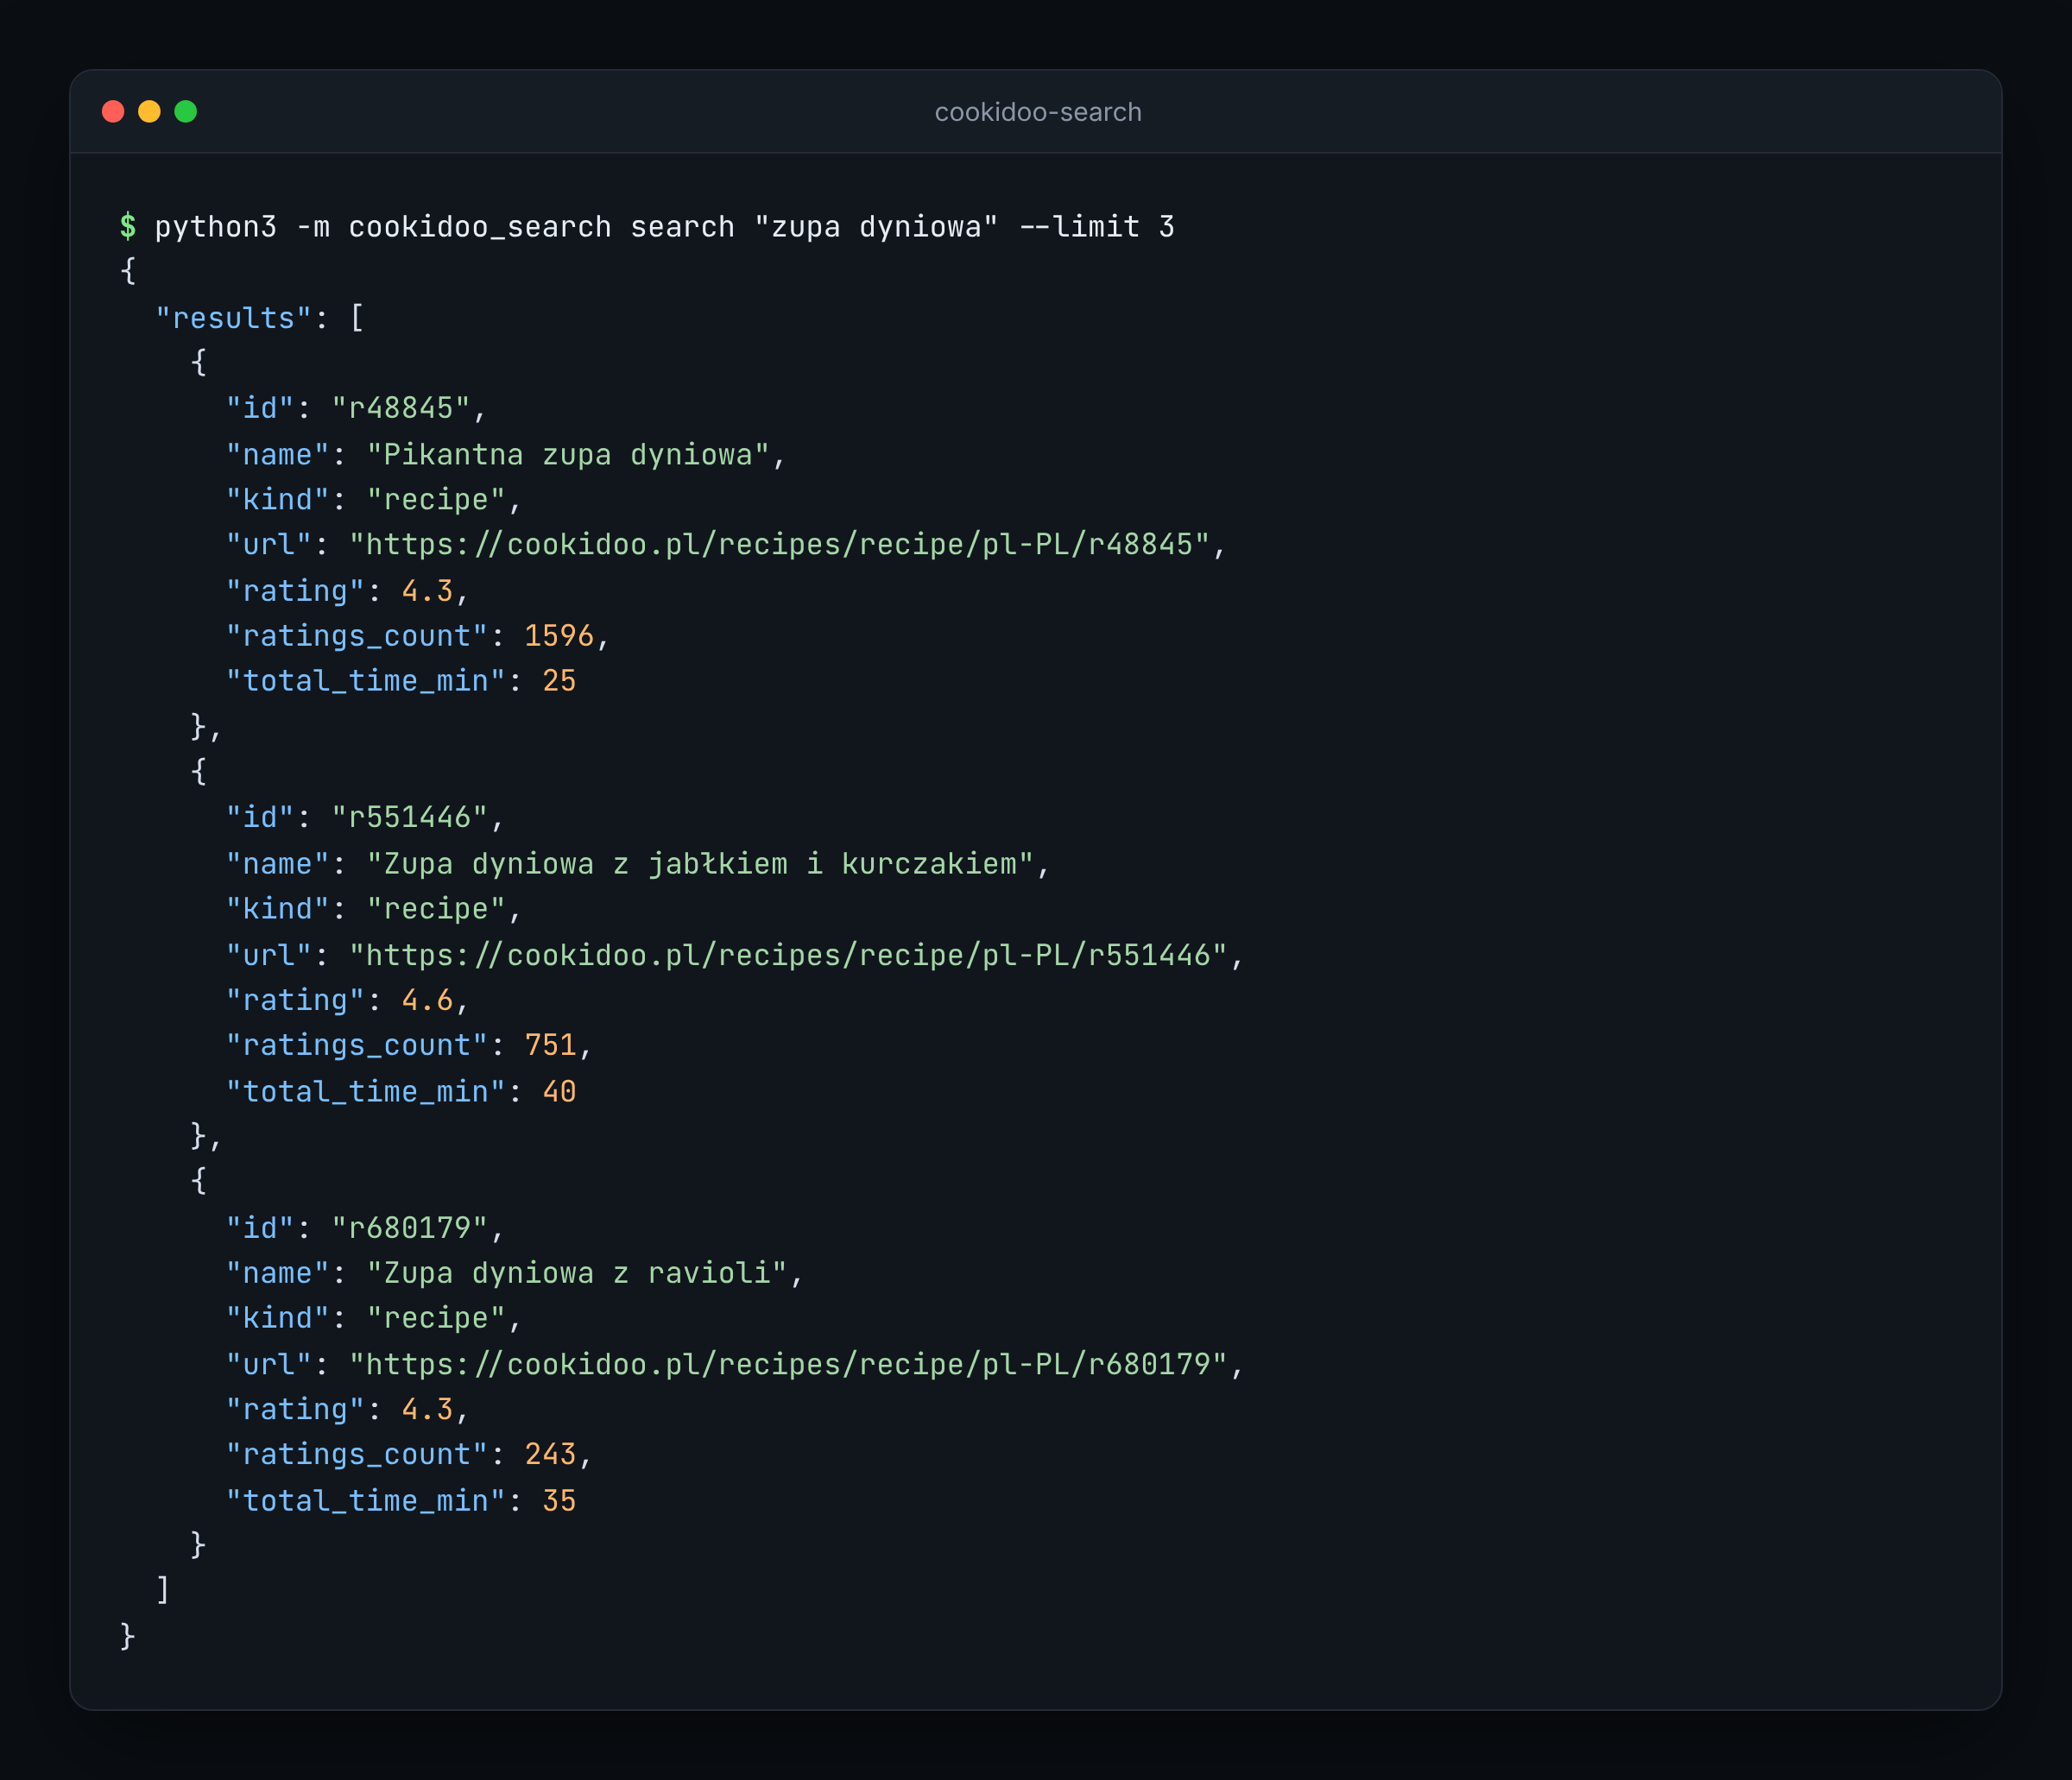 cookidoo-search
$ python3 -m cookidoo_search search "zupa dyniowa" --limit 3
{
  "results": [
    {
      "id": "r48845",
      "name": "Pikantna zupa dyniowa",
      "kind": "recipe",
      "url": "https://cookidoo.pl/recipes/recipe/pl-PL/r48845",
      "rating": 4.3,
      "ratings_count": 1596,
      "total_time_min": 25
    },
    {
      "id": "r551446",
      "name": "Zupa dyniowa z jabłkiem i kurczakiem",
      "kind": "recipe",
      "url": "https://cookidoo.pl/recipes/recipe/pl-PL/r551446",
      "rating": 4.6,
      "ratings_count": 751,
      "total_time_min": 40
    },
    {
      "id": "r680179",
      "name": "Zupa dyniowa z ravioli",
      "kind": "recipe",
      "url": "https://cookidoo.pl/recipes/recipe/pl-PL/r680179",
      "rating": 4.3,
      "ratings_count": 243,
      "total_time_min": 35
    }
  ]
}